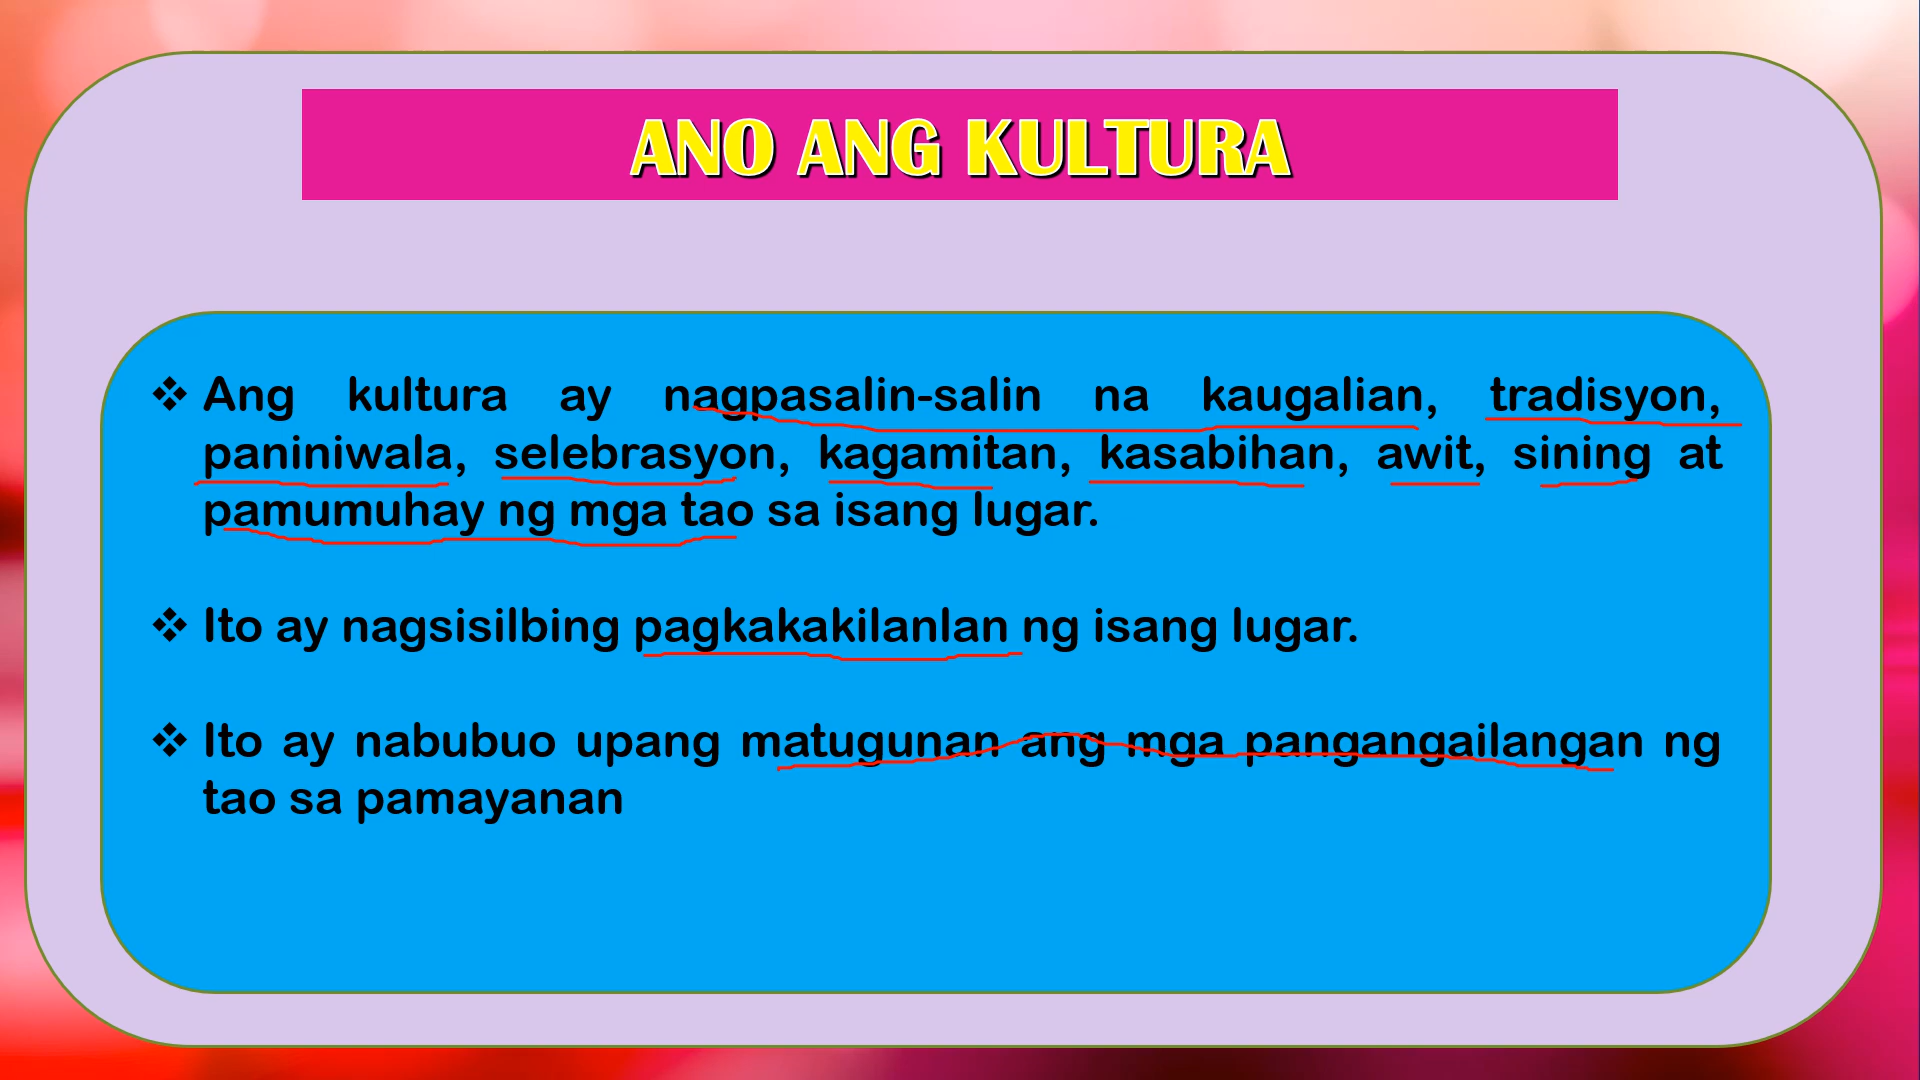 ANO ANG KULTURA
❖ Ang kultura ay nagpasalin-salin na kaugalian, tradisyon,
paniniwala, selebrasyon, kagamitan, kasabihan, awit, sining at
pamumuhay ng mga tao sa isang lugar.
❖ Ito ay nagsisilbing pagkakakilanlan ng isang lugar.
❖ Ito ay nabubuo upang matugunan ang mga pangangailangan ng
tao sa pamayanan